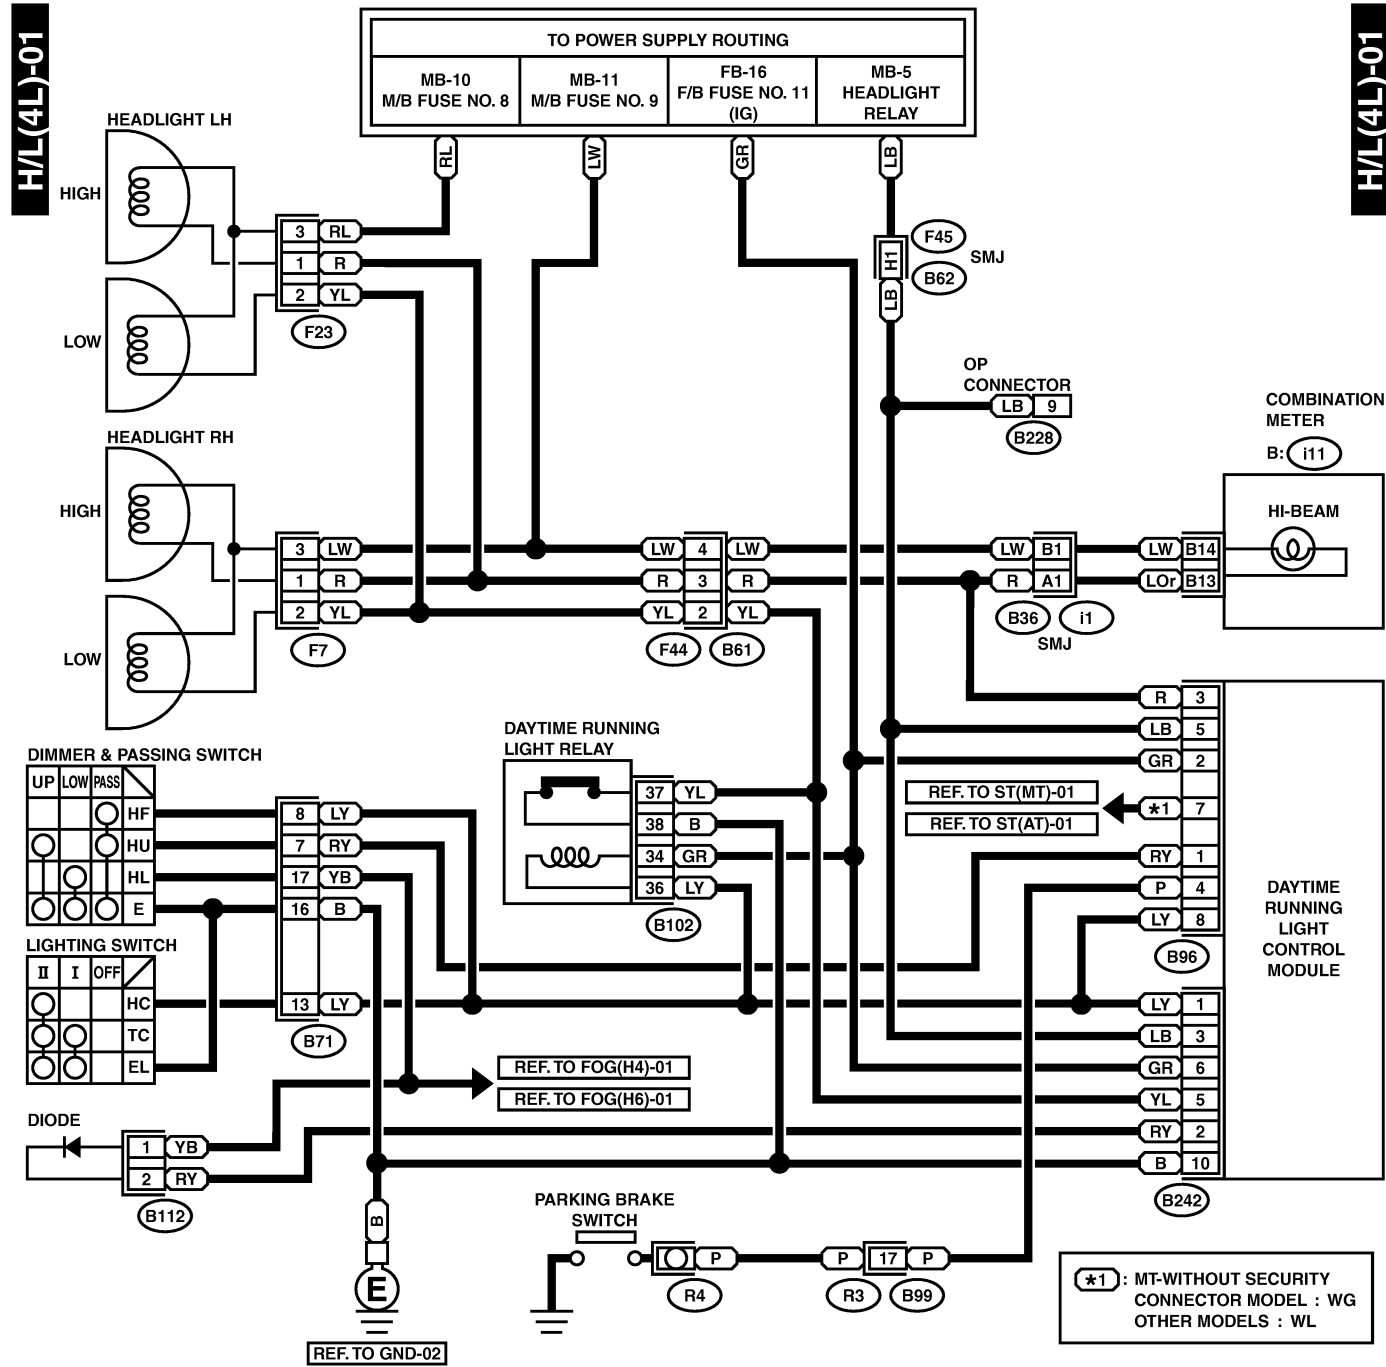 H/L(4L)-01
H/L(4L)-01
TO POWER SUPPLY ROUTING
MB-10
M/B FUSE NO. 8
MB-11
M/B FUSE NO. 9
FB-16
F/B FUSE NO. 11
(IG)
MB-5
HEADLIGHT
RELAY
RL
LW
GR
LB
HEADLIGHT LH
HIGH
LOW
3 RL
1 R
2 YL
F23
H1
F45
B62
SMJ
LB
OP
CONNECTOR
LB 9
B228
COMBINATION
METER
B: i11
HI-BEAM
HEADLIGHT RH
HIGH
LOW
3 LW
1 R
2 YL
F7
LW 4 LW
R 3 R
YL 2 YL
F44 B61
LW B1
R A1
B36 i1
SMJ
LW B14
LOr B13
DIMMER & PASSING SWITCH
UP LOW PASS
HF
HU
HL
E
LIGHTING SWITCH
II I OFF
HC
TC
EL
8 LY
7 RY
17 YB
16 B
13 LY
B71
DAYTIME RUNNING
LIGHT RELAY
37 YL
38 B
34 GR
36 LY
B102
R 3
LB 5
GR 2
REF. TO ST(MT)-01
REF. TO ST(AT)-01
*1 7
RY 1
P 4
LY 8
B96
DAYTIME
RUNNING
LIGHT
CONTROL
MODULE
LY 1
LB 3
GR 6
YL 5
RY 2
B 10
B242
REF. TO FOG(H4)-01
REF. TO FOG(H6)-01
DIODE
1 YB
2 RY
B112
B
E
REF. TO GND-02
PARKING BRAKE
SWITCH
P
R4
P 17 P
R3 B99
*1 : MT-WITHOUT SECURITY
CONNECTOR MODEL : WG
OTHER MODELS : WL